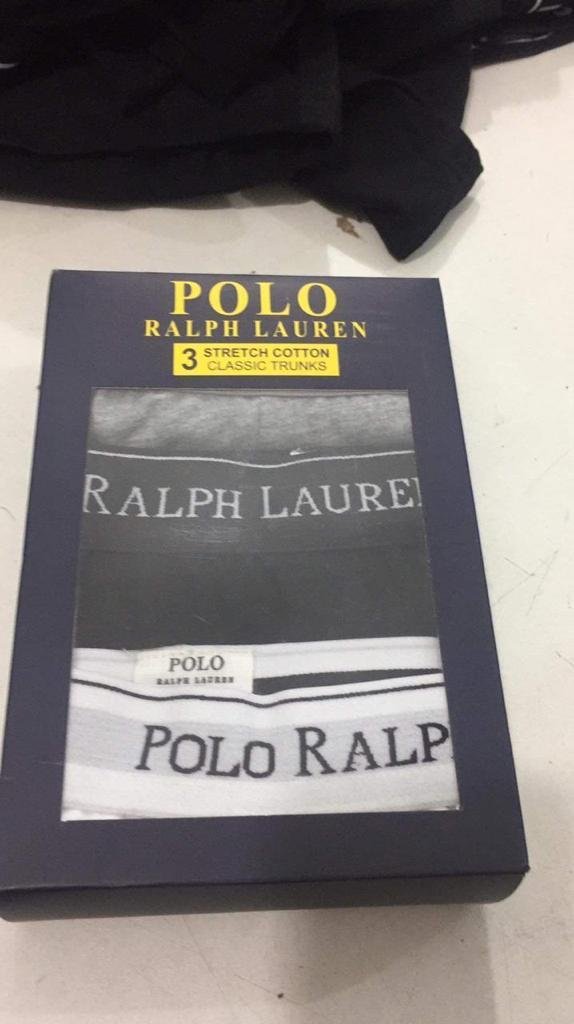 POLO
RALPH LAUREN
3 STRETCH COTTON
CLASSIC TRUNKS
RALPH LAURE
POLO
RALPH LAUREN
POLO RALP